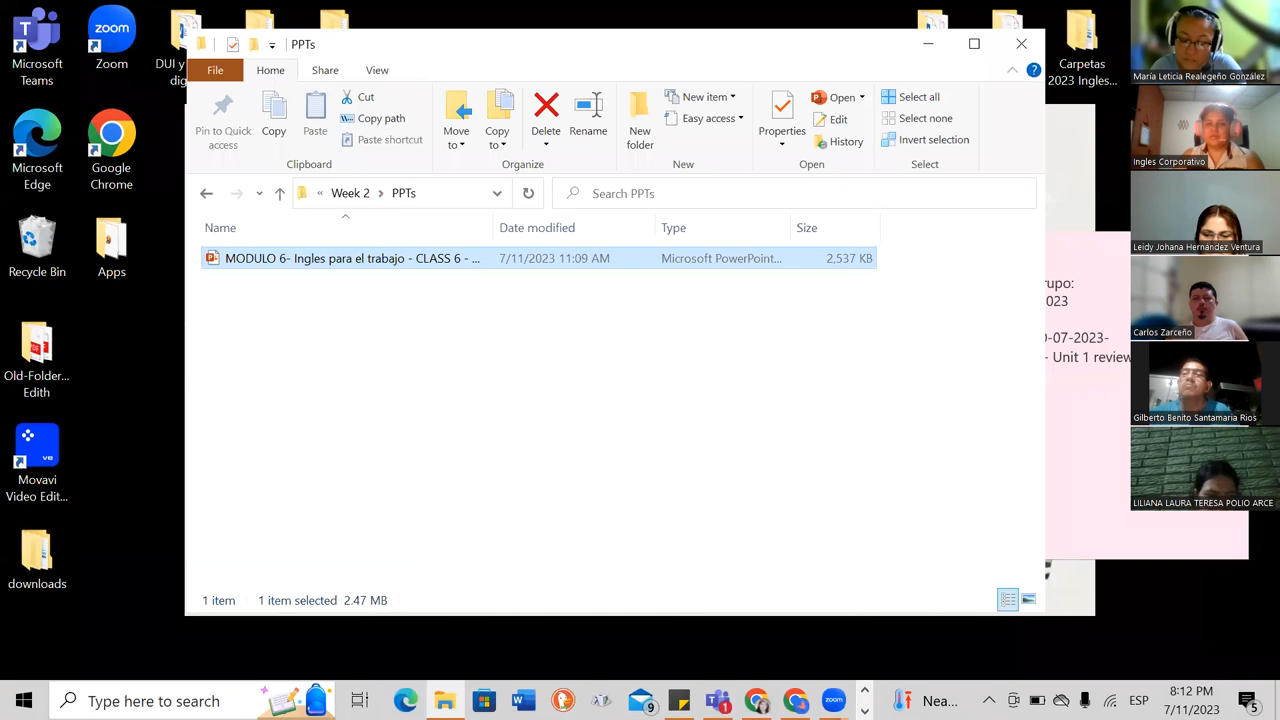 Microsoft Teams
Zoom
DUI y
dig
Carpetas 2023 Ingles...
PPTs
File
Home
Share
View
Pin to Quick access
Copy
Paste
Cut
Copy path
Paste shortcut
Clipboard
Move to
Copy to
Delete
Rename
Organize
New folder
New item
Easy access
New
Properties
Open
Edit
History
Open
Select all
Select none
Invert selection
Select
« Week 2 > PPTs
Search PPTs
Name
Date modified
Type
Size
MODULO 6- Ingles para el trabajo - CLASS 6 - ...
7/11/2023 11:09 AM
Microsoft PowerPoint...
2,537 KB
Microsoft Edge
Google Chrome
Recycle Bin
Apps
Old-Folder... Edith
Movavi Video Edit...
downloads
rupo:
023
0-07-2023-
- Unit 1 review
María Leticia Realegeño González
Ingles Corporativo
Leidy Johana Hernández Ventura
Carlos Zarceño
Gilberto Benito Santamaria Rios
LILIANA LAURA TERESA POLIO ARCE
1 item
1 item selected 2.47 MB
Type here to search
9
1
Nea...
ESP
8:12 PM
7/11/2023
5